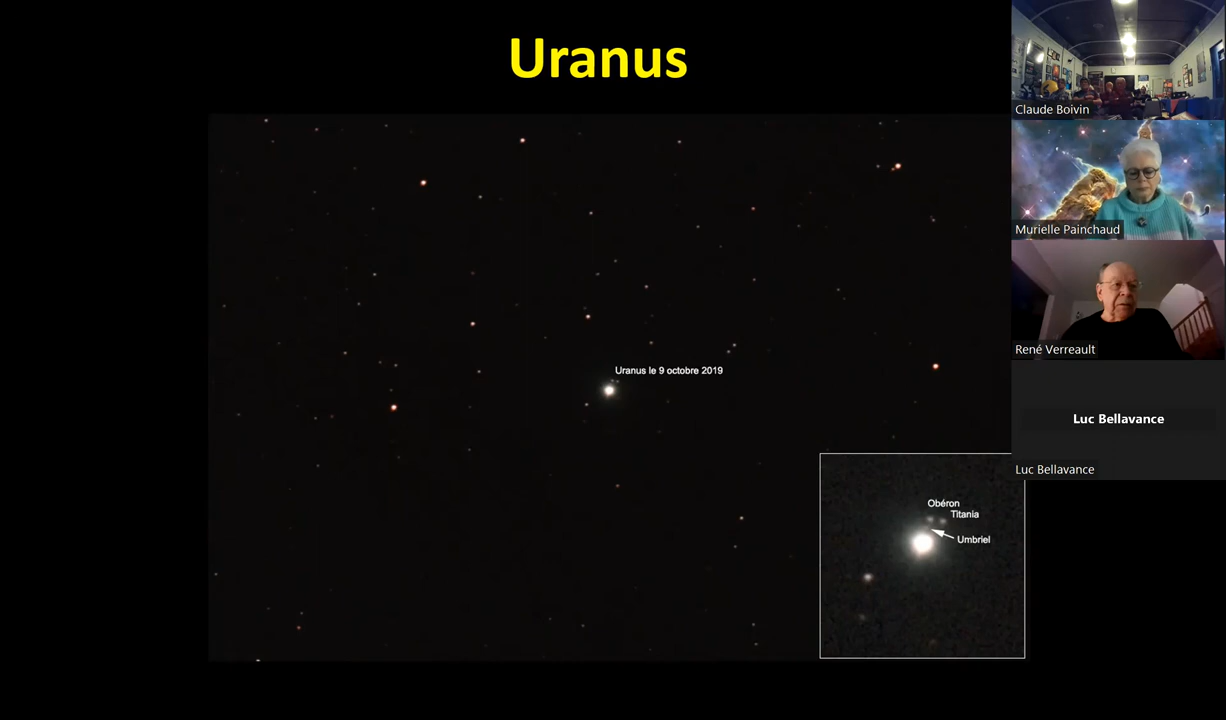 Uranus
Uranus le 9 octobre 2019
Obéron
Titania
Umbriel
Claude Boivin
Murielle Painchaud
René Verreault
Luc Bellavance
Luc Bellavance